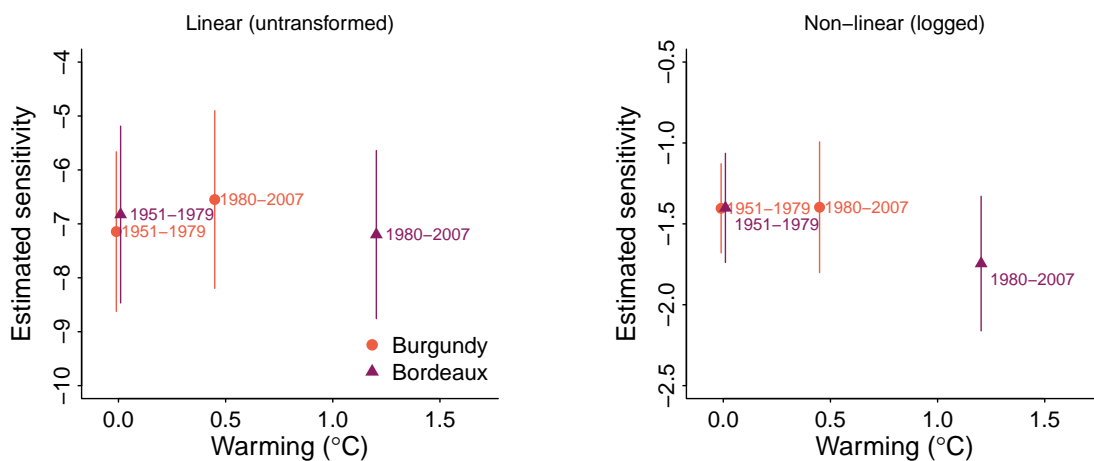 Linear (untransformed)
Estimated sensitivity
−4
−5
−6
−7
−8
−9
−10
1951−1979
1951−1979
1980−2007
1980−2007
Burgundy
Bordeaux
0.0 0.5 1.0 1.5
Warming (°C)
Non−linear (logged)
Estimated sensitivity
−0.5
−1.0
−1.5
−2.0
−2.5
1951−1979
1980−2007
1951−1979
1980−2007
0.0 0.5 1.0 1.5
Warming (°C)